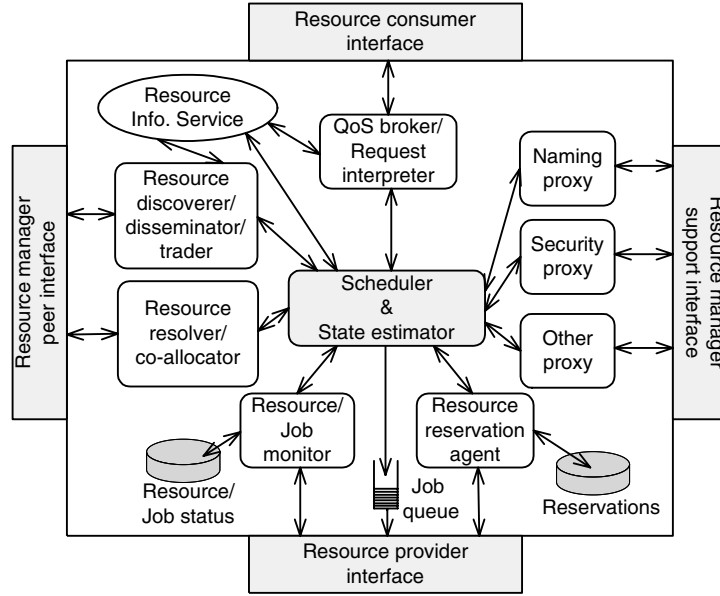 Resource consumer
interface
Resource
Info. Service
QoS broker/
Request
interpreter
Naming
proxy
Resource
discoverer/
disseminator/
trader
Security
proxy
Resource manager
peer interface
Resource manager
support interface
Scheduler
&
State estimator
Resource
resolver/
co-allocator
Other
proxy
Resource/
Job
monitor
Resource
reservation
agent
Resource/
Job status
Job
queue
Reservations
Resource provider
interface